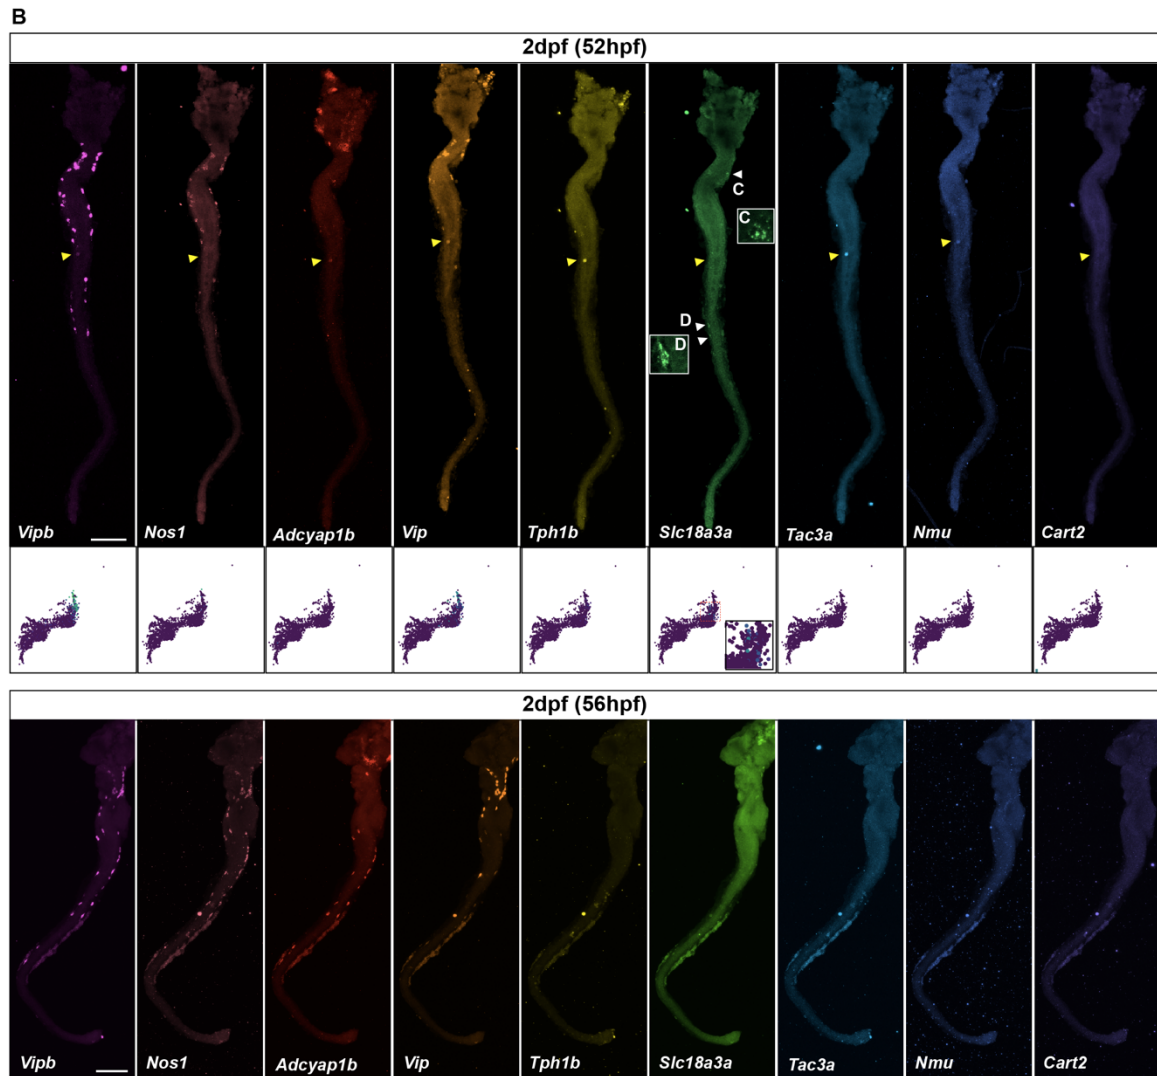 B
2dpf (52hpf)
C
C
D
D
Vipb
Nos1
Adcyap1b
Vip
Tph1b
Slc18a3a
Tac3a
Nmu
Cart2
2dpf (56hpf)
Vipb
Nos1
Adcyap1b
Vip
Tph1b
Slc18a3a
Tac3a
Nmu
Cart2